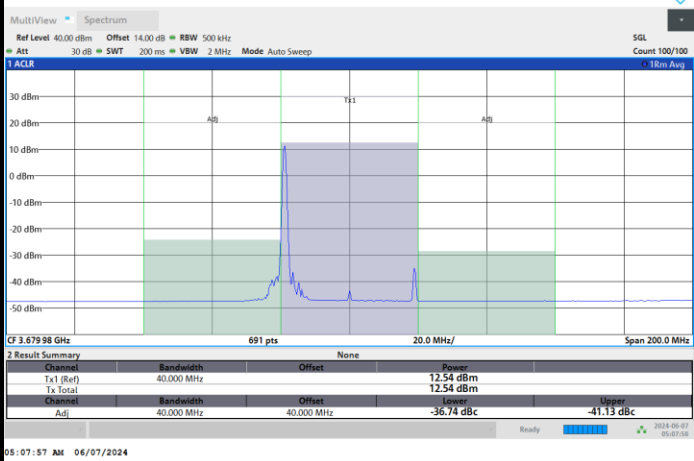 MultiView Spectrum
Ref Level 40.00 dBm Offset 14.00 dB RBW 500 kHz SGL
Att 30 dB SWT 200 ms VBW 2 MHz Mode Auto Sweep Count 100/100
1 ACLR 1Rm Avg
30 dBm
Tx1
20 dBm
Adj Adj
10 dBm
0 dBm
-10 dBm
-20 dBm
-30 dBm
-40 dBm
-50 dBm
CF 3.679 98 GHz 691 pts 20.0 MHz/ Span 200.0 MHz
2 Result Summary None
Channel Bandwidth Offset Power
Tx1 (Ref) 40.000 MHz 12.54 dBm
Tx Total 12.54 dBm
Channel Bandwidth Offset Lower Upper
Adj 40.000 MHz 40.000 MHz -36.74 dBc -41.13 dBc
Ready 2024-06-07
05:07:56
05:07:57 AM 06/07/2024